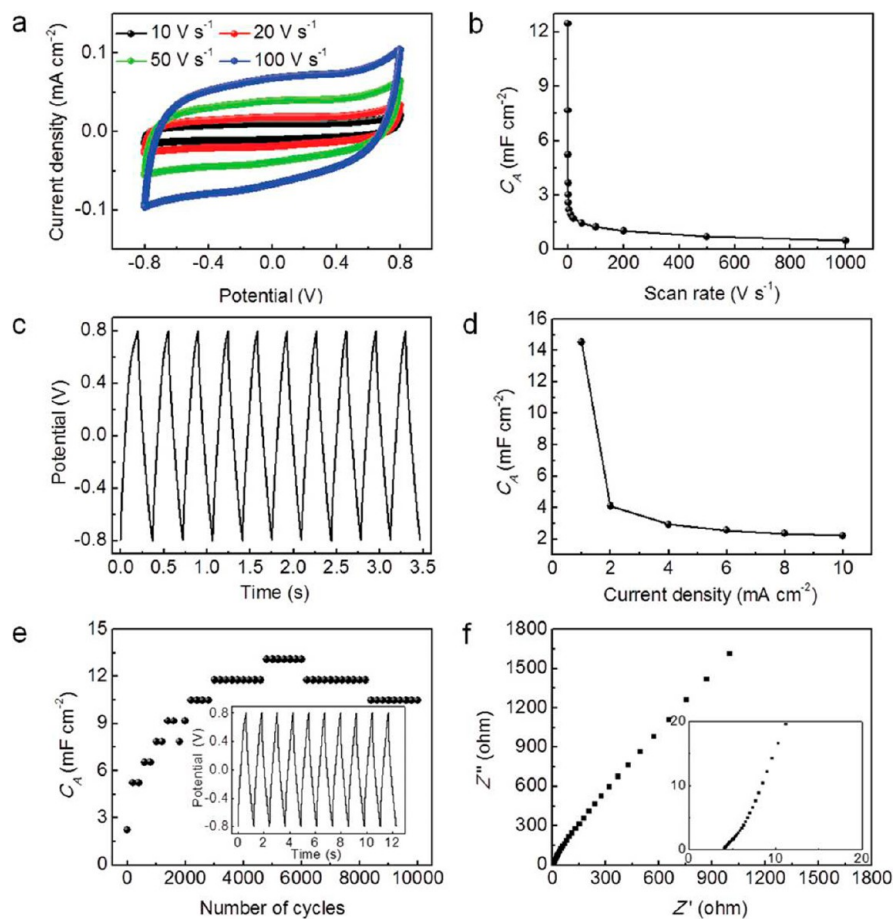 a
10 V s⁻¹ 20 V s⁻¹
50 V s⁻¹ 100 V s⁻¹
Current density (mA cm⁻²)
0.1
0.0
-0.1
-0.8 -0.4 0.0 0.4 0.8
Potential (V)
b
C_A (mF cm⁻²)
12
9
6
3
0
0 200 400 600 800 1000
Scan rate (V s⁻¹)
c
Potential (V)
0.8
0.4
0.0
-0.4
-0.8
0.0 0.5 1.0 1.5 2.0 2.5 3.0 3.5
Time (s)
d
C_A (mF cm⁻²)
16
14
12
10
8
6
4
2
0 2 4 6 8 10
Current density (mA cm⁻²)
e
C_A (mF cm⁻²)
15
12
9
6
3
0
0 2000 4000 6000 8000 10000
Number of cycles
Potential (V)
0.8
0.4
0.0
-0.4
-0.8
0 2 4 6 8 10 12
Time (s)
f
Z'' (ohm)
1800
1500
1200
900
600
300
0
0 300 600 900 1200 1500 1800
Z' (ohm)
20
10
0
0 10 20